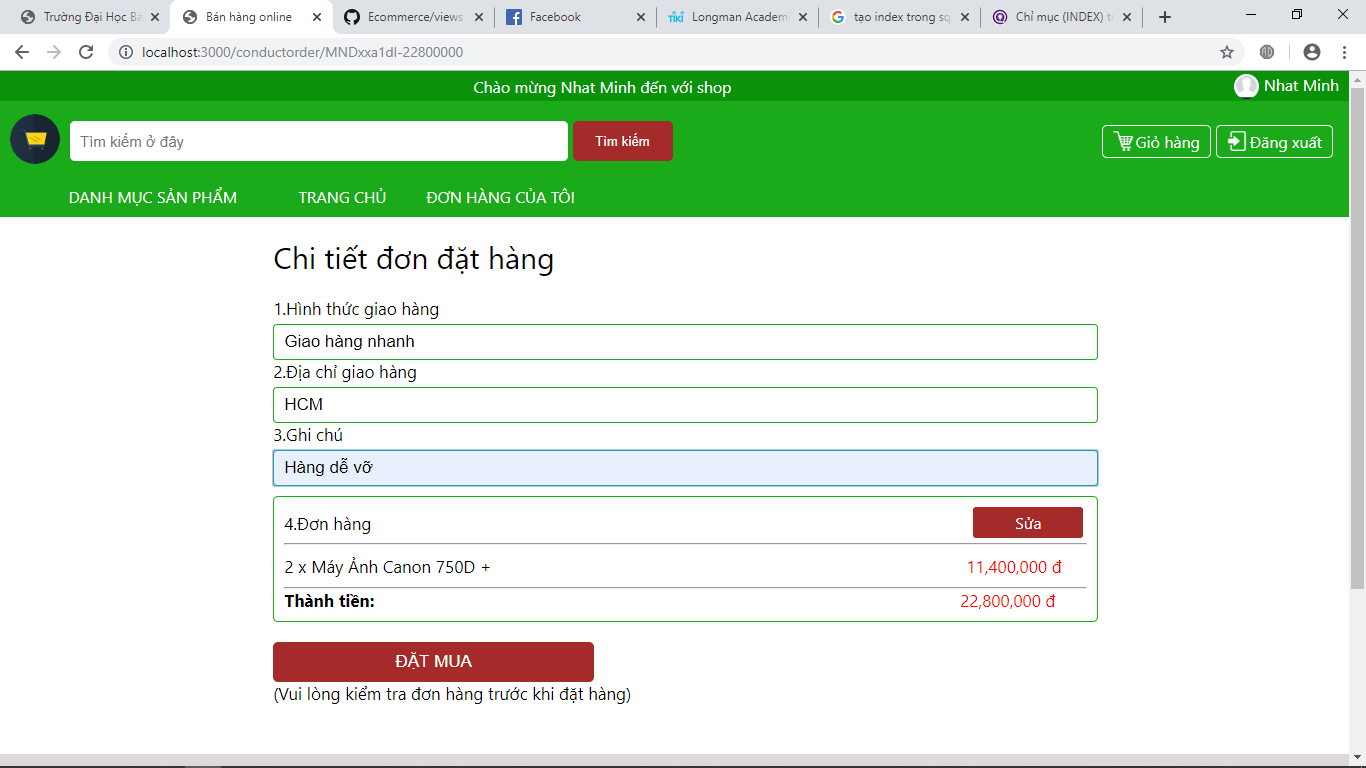 Trường Đại Học Bá
Bán hàng online
Ecommerce/views
Facebook
TIKI Longman Academ
tạo index trong sq
Chỉ mục (INDEX) tr
localhost:3000/conductorder/MNDxxa1dI-22800000
Chào mừng Nhat Minh đến với shop
Nhat Minh
Tìm kiếm ở đây
Tìm kiếm
Giỏ hàng
Đăng xuất
DANH MỤC SẢN PHẨM
TRANG CHỦ
ĐƠN HÀNG CỦA TÔI
Chi tiết đơn đặt hàng
1.Hình thức giao hàng
Giao hàng nhanh
2.Địa chỉ giao hàng
HCM
3.Ghi chú
Hàng dễ vỡ
4.Đơn hàng
Sửa
2 x Máy Ảnh Canon 750D +
11,400,000 đ
Thành tiền:
22,800,000 đ
ĐẶT MUA
(Vui lòng kiểm tra đơn hàng trước khi đặt hàng)